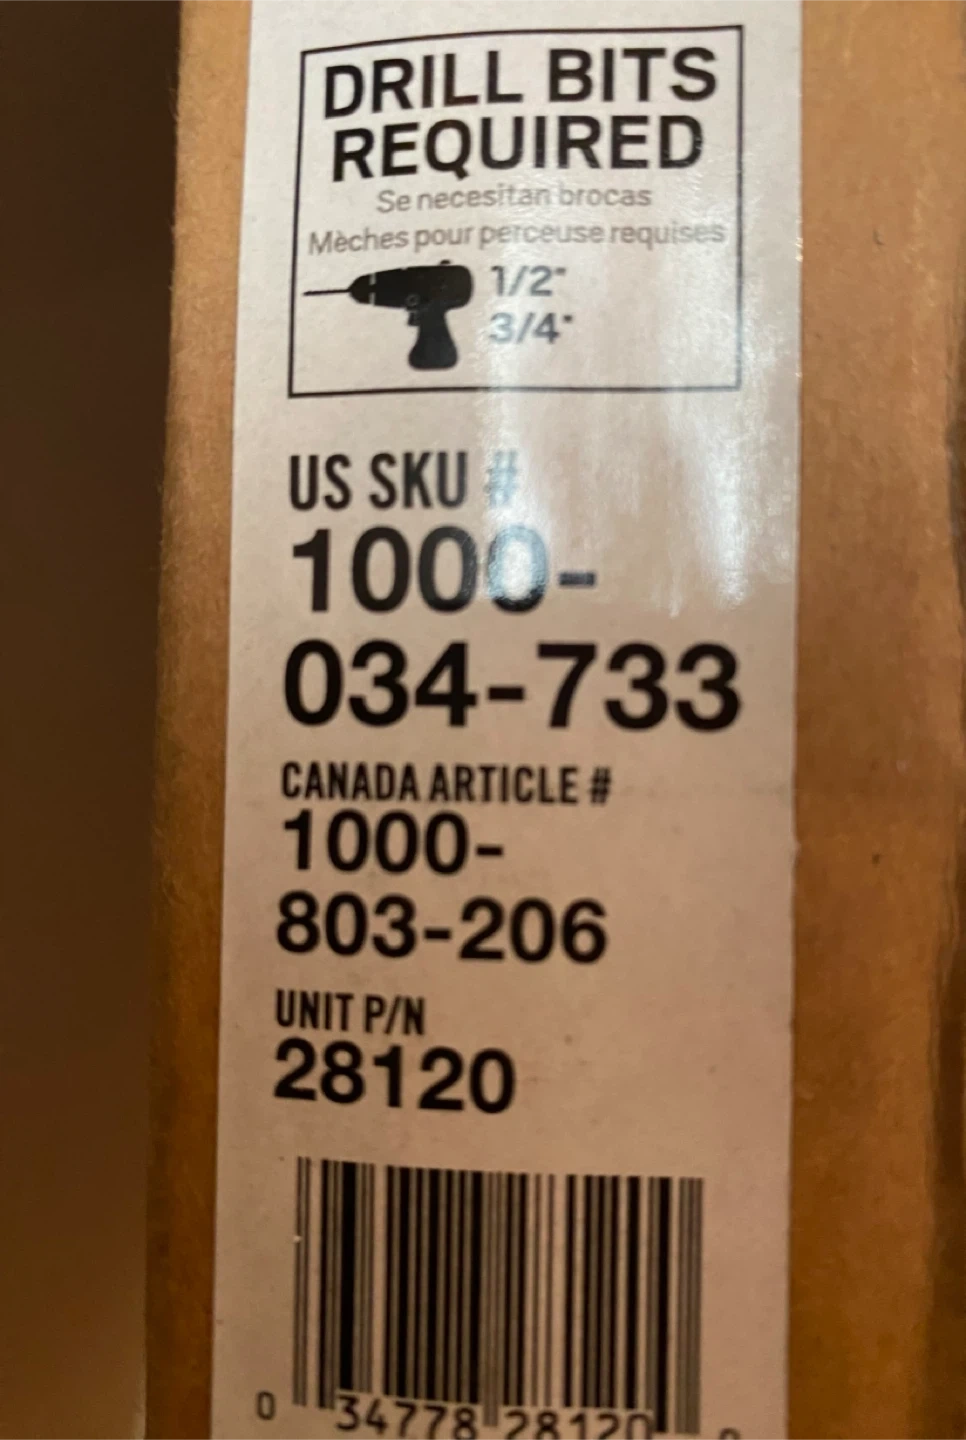 DRILL BITS
REQUIRED
Se necesitan brocas
Mèches pour perceuse requises
1/2"
3/4"
US SKU #
1000-
034-733
CANADA ARTICLE #
1000-
803-206
UNIT P/N
28120
0 34778 28120